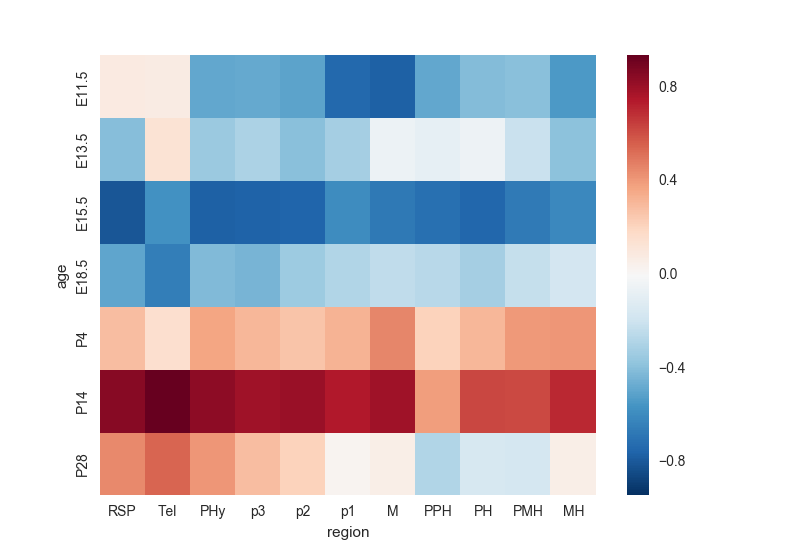 age
E11.5
E13.5
E15.5
E18.5
P4
P14
P28
RSP Tel PHy p3 p2 p1 M PPH PH PMH MH
region
0.8
0.4
0.0
−0.4
−0.8